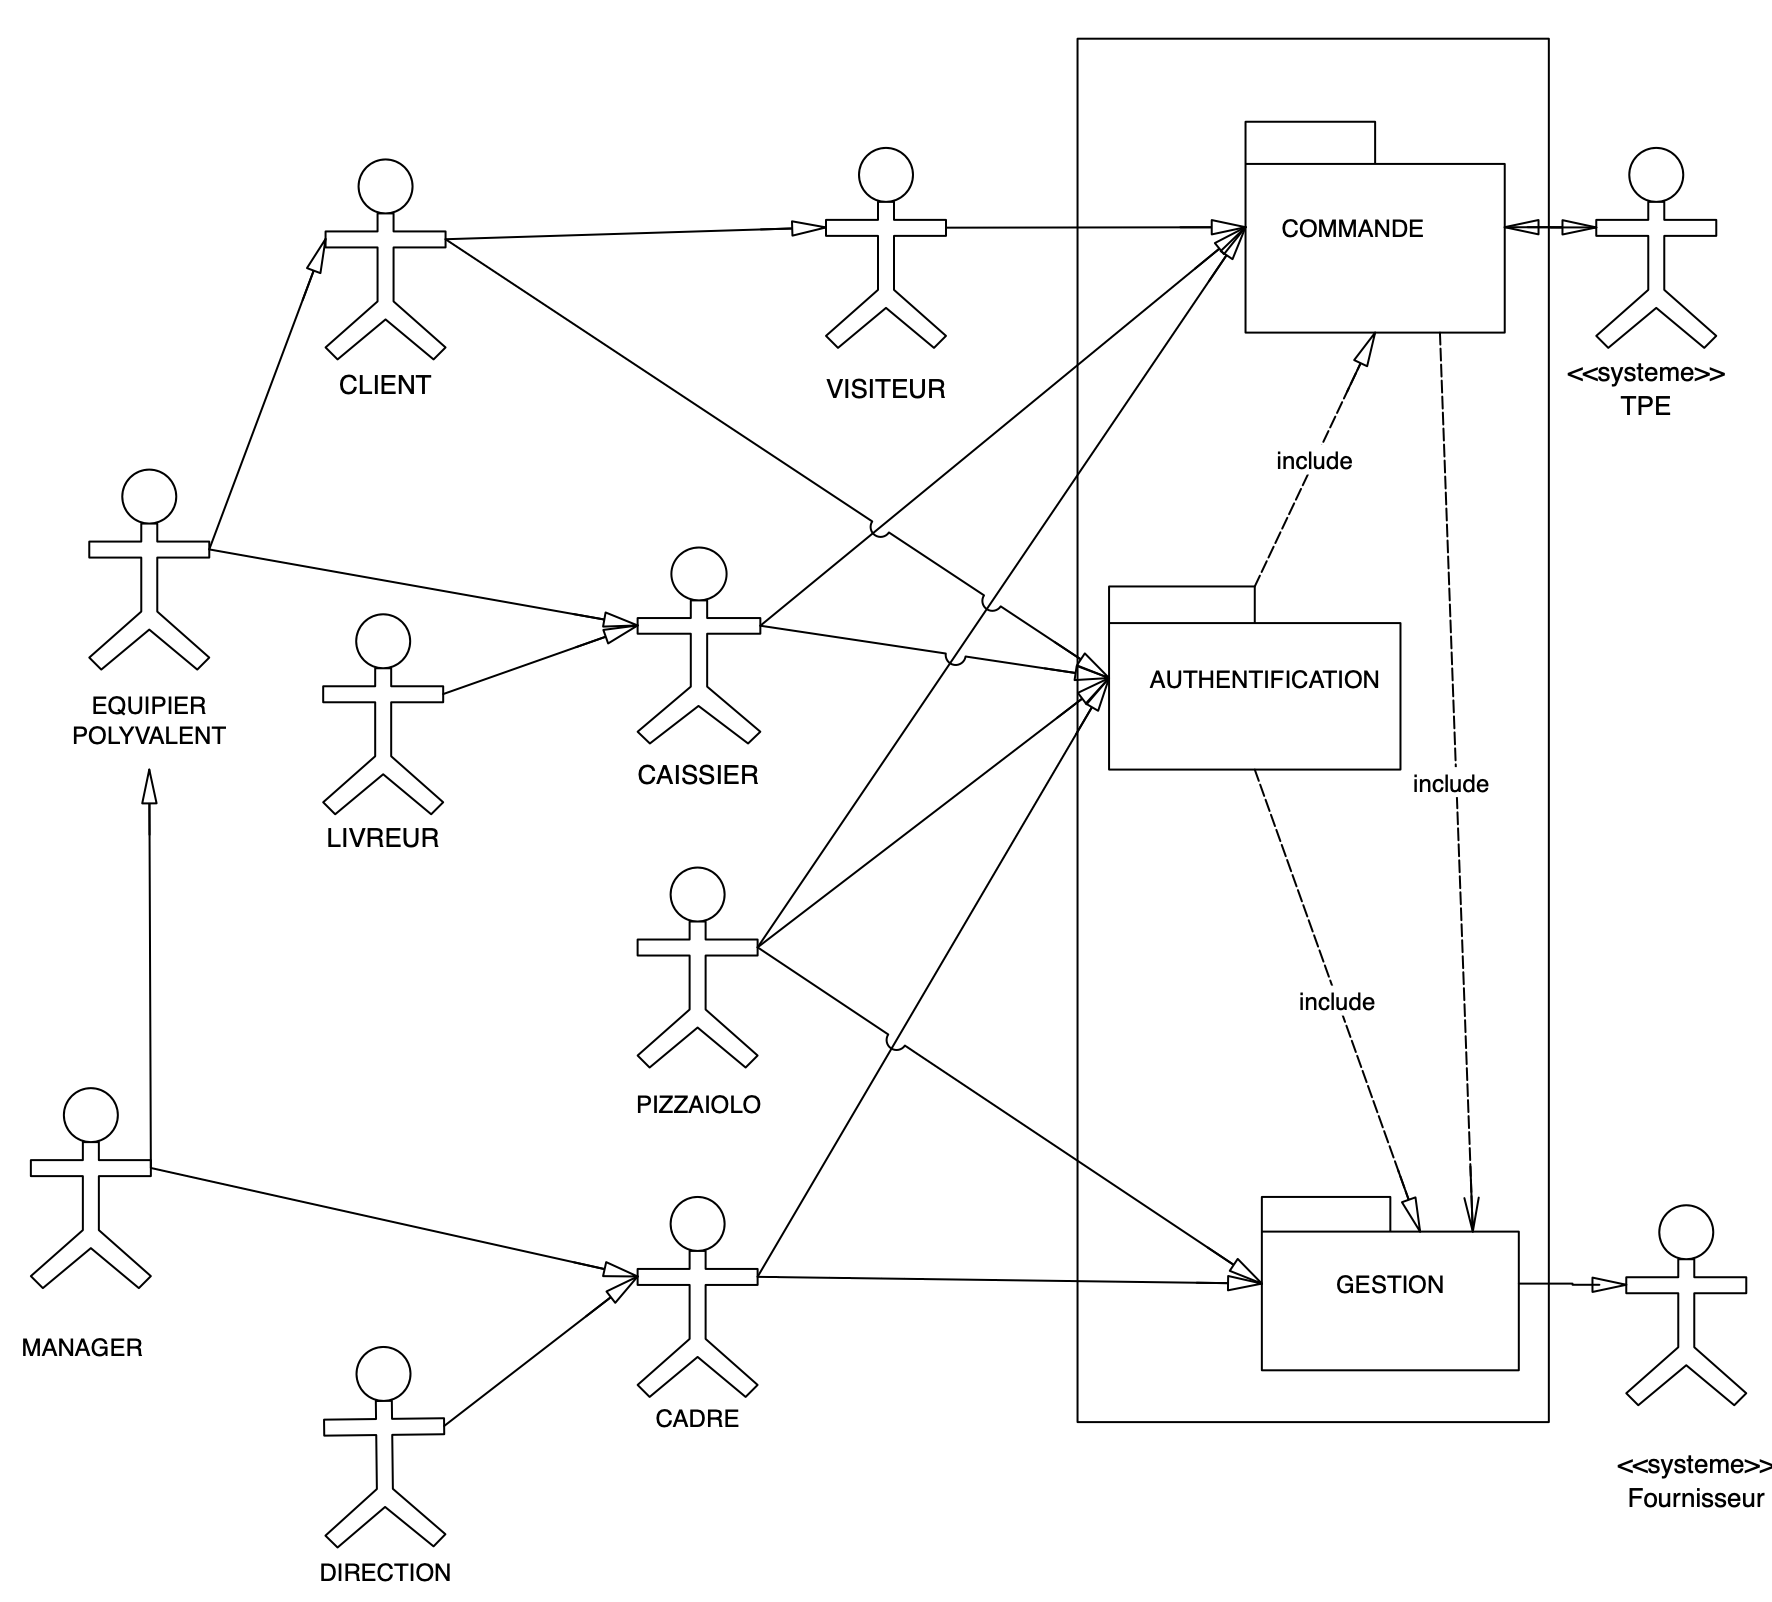 COMMANDE
CLIENT
VISITEUR
<<systeme>>
TPE
include
EQUIPIER
POLYVALENT
AUTHENTIFICATION
CAISSIER
include
LIVREUR
include
PIZZAIOLO
GESTION
MANAGER
CADRE
<<systeme>>
Fournisseur
DIRECTION